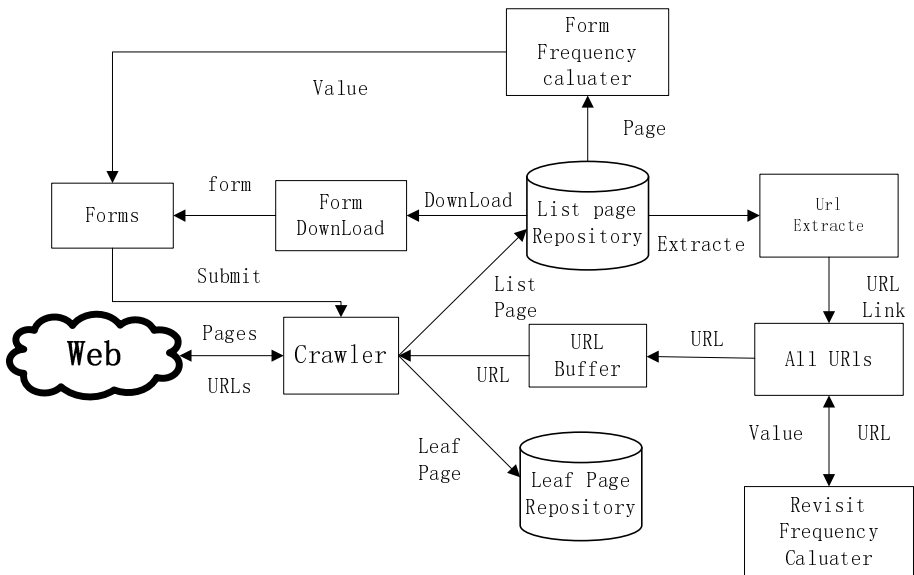 Form
Frequency
caluater
Value
Page
form
Forms
Form
DownLoad
DownLoad
List page
Repository
Extracte
Url
Extracte
Submit
List
Page
URL
Link
Web
Pages
URLs
Crawler
URL
URL
Buffer
URL
All URls
Leaf
Page
Leaf Page
Repository
Value
URL
Revisit
Frequency
Caluater